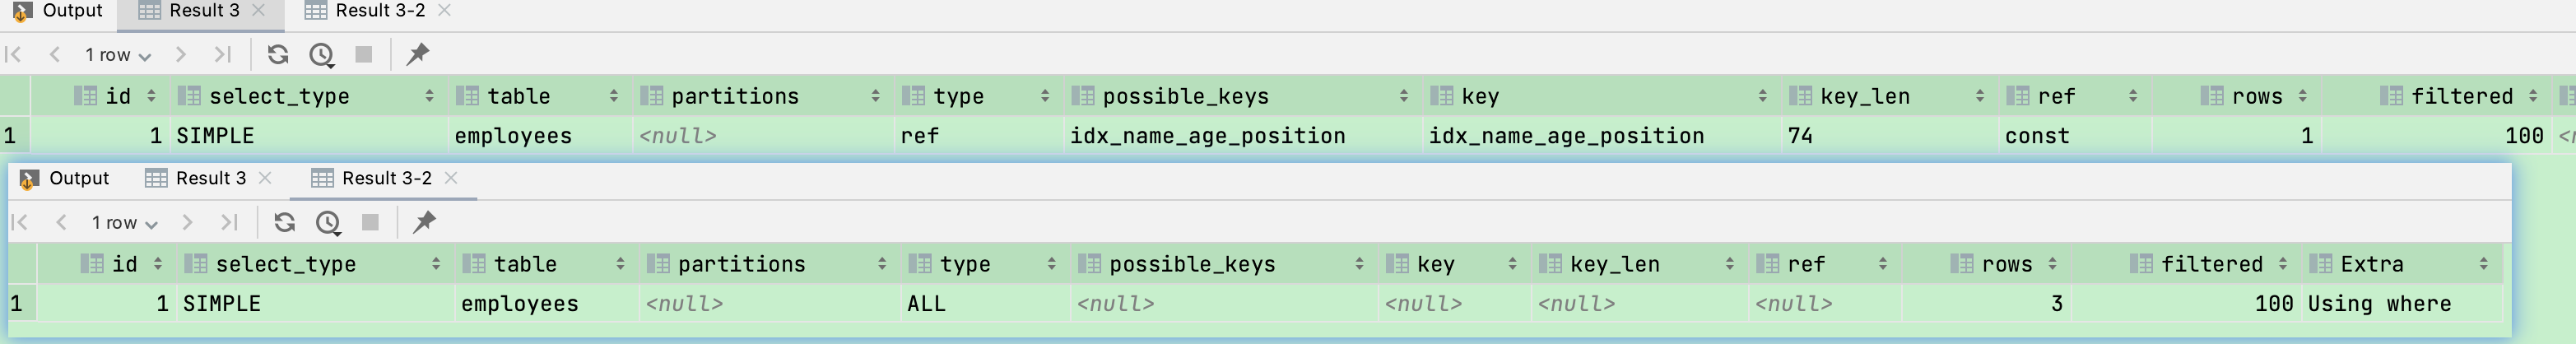 Output Result 3 Result 3-2
1 row
id select_type table partitions type possible_keys key key_len ref rows filtered
1 1 SIMPLE employees <null> ref idx_name_age_position idx_name_age_position 74 const 1 100
Output Result 3 Result 3-2
1 row
id select_type table partitions type possible_keys key key_len ref rows filtered Extra
1 1 SIMPLE employees <null> ALL <null> <null> <null> <null> 3 100 Using where